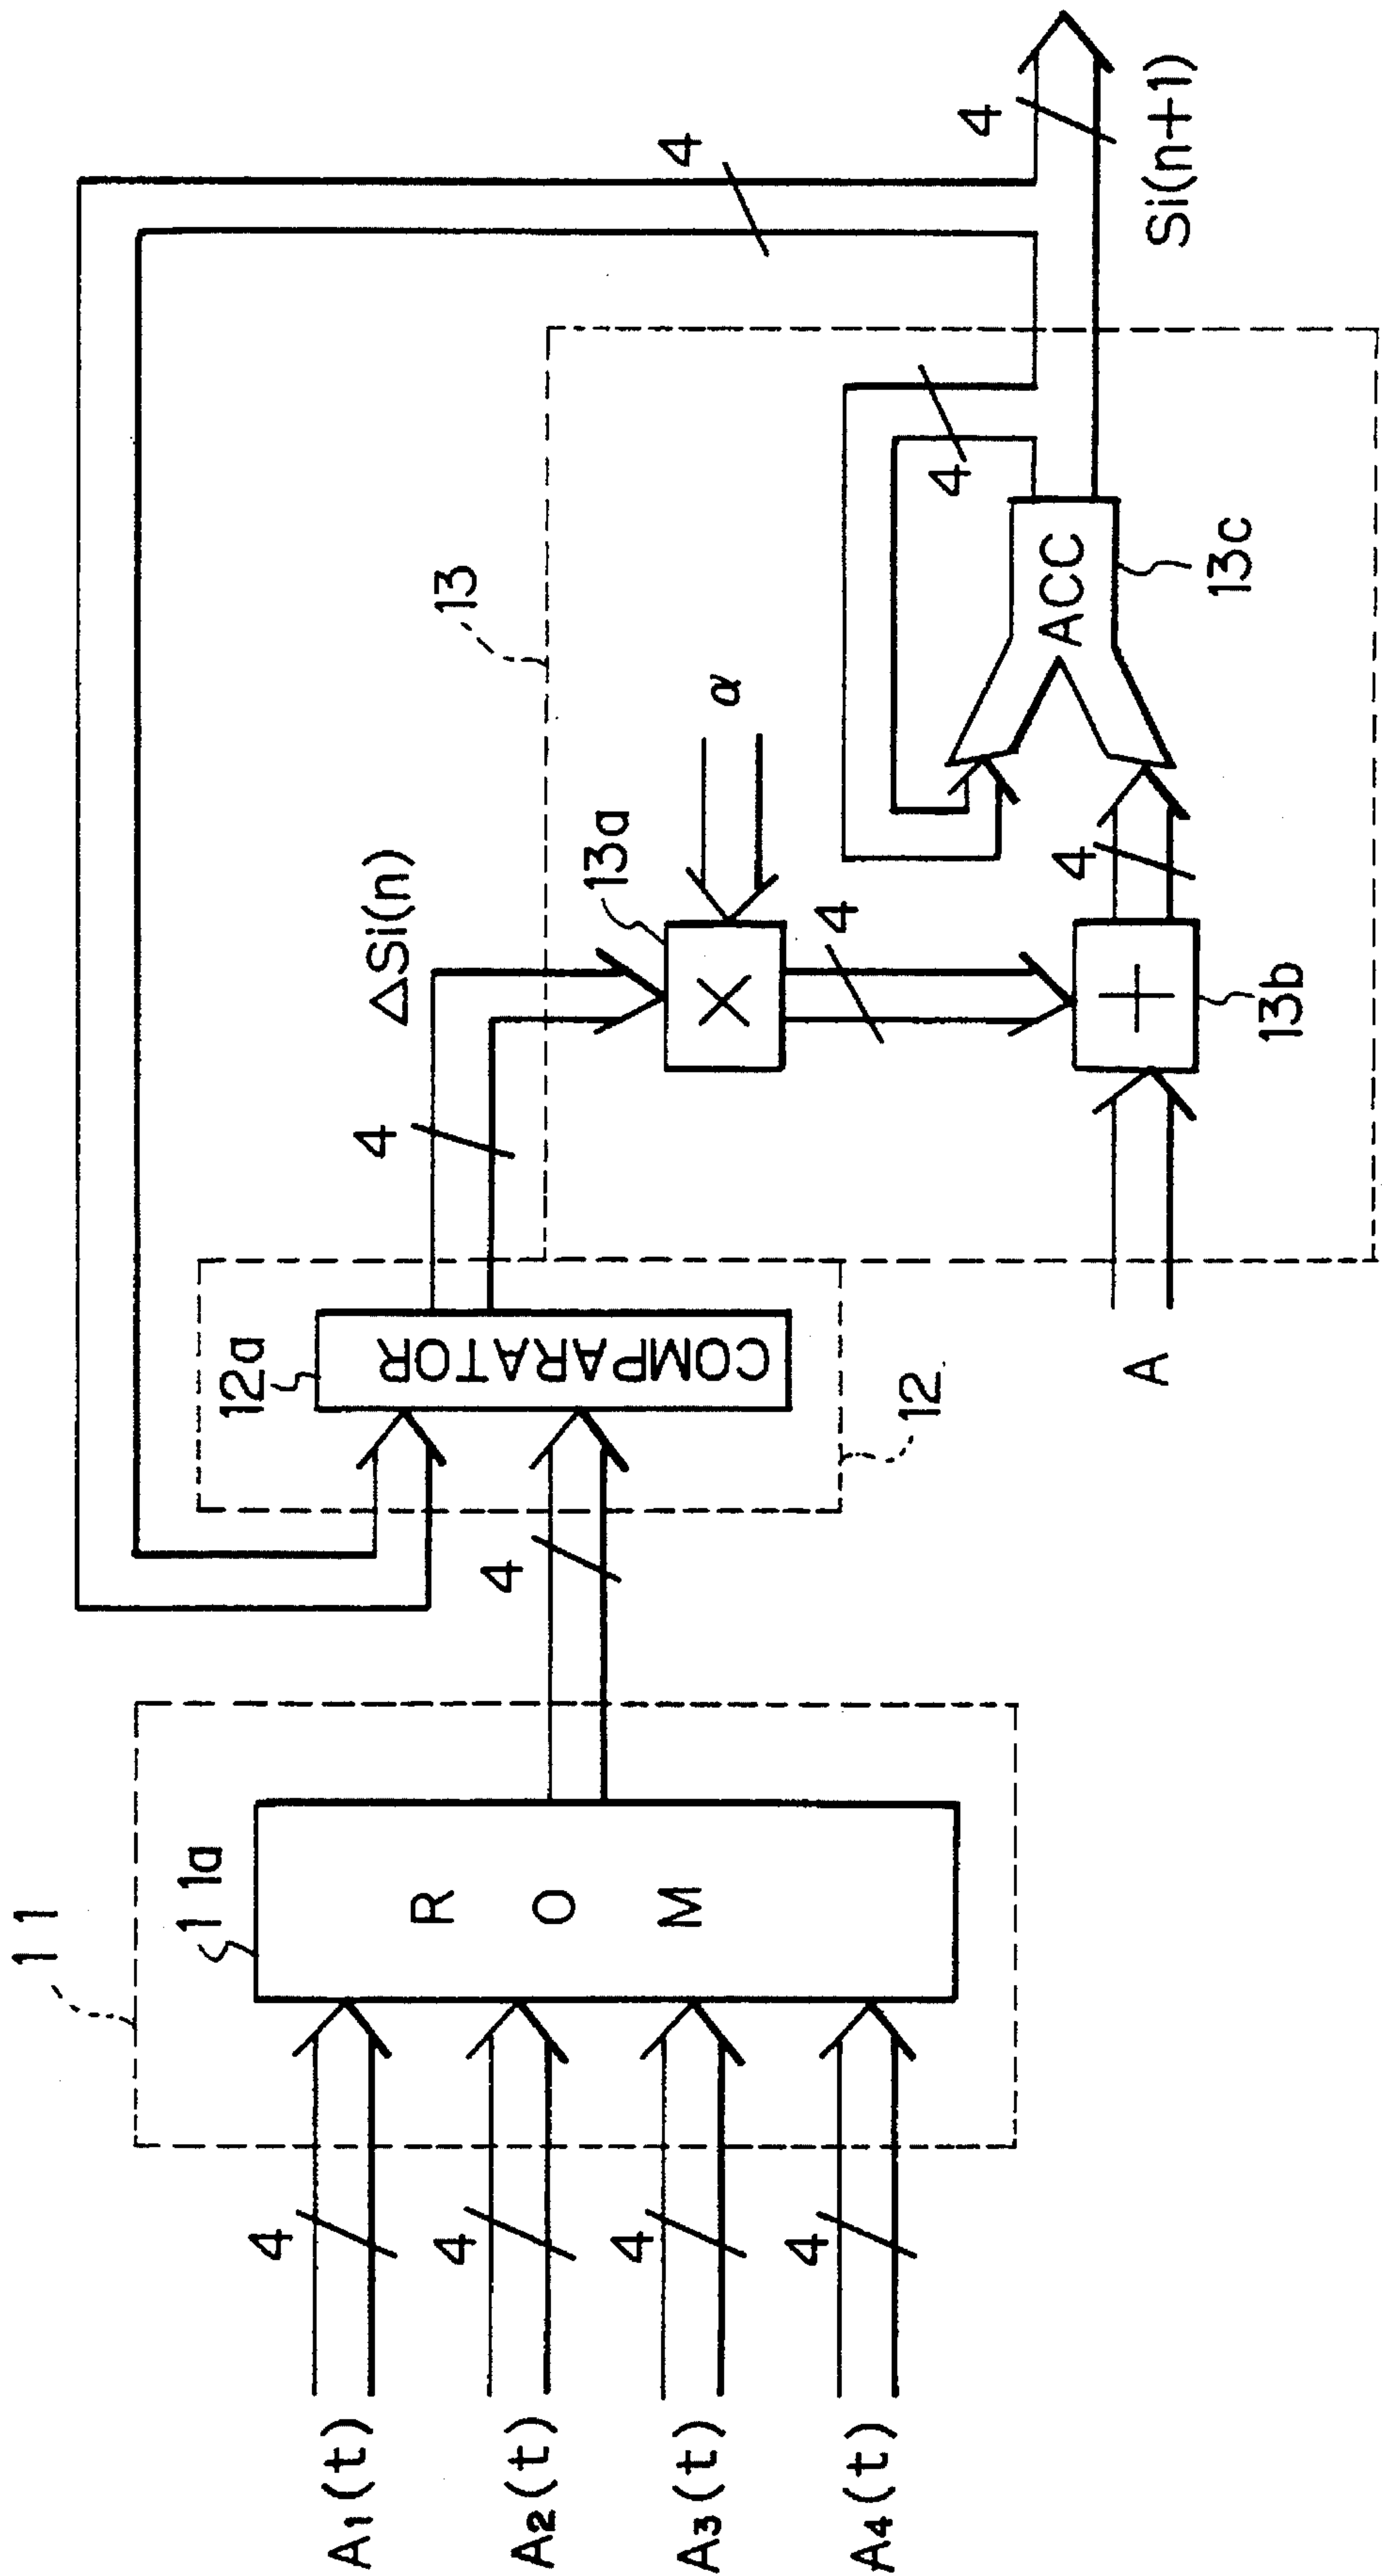 11
11a
R O M
A1(t)
A2(t)
A3(t)
A4(t)
4
4
4
4
4
12a
COMPARATOR
12
4
ΔSi(n)
13
13a
×
α
4
A
+
13b
4
ACC
13c
4
4
4
Si(n+1)